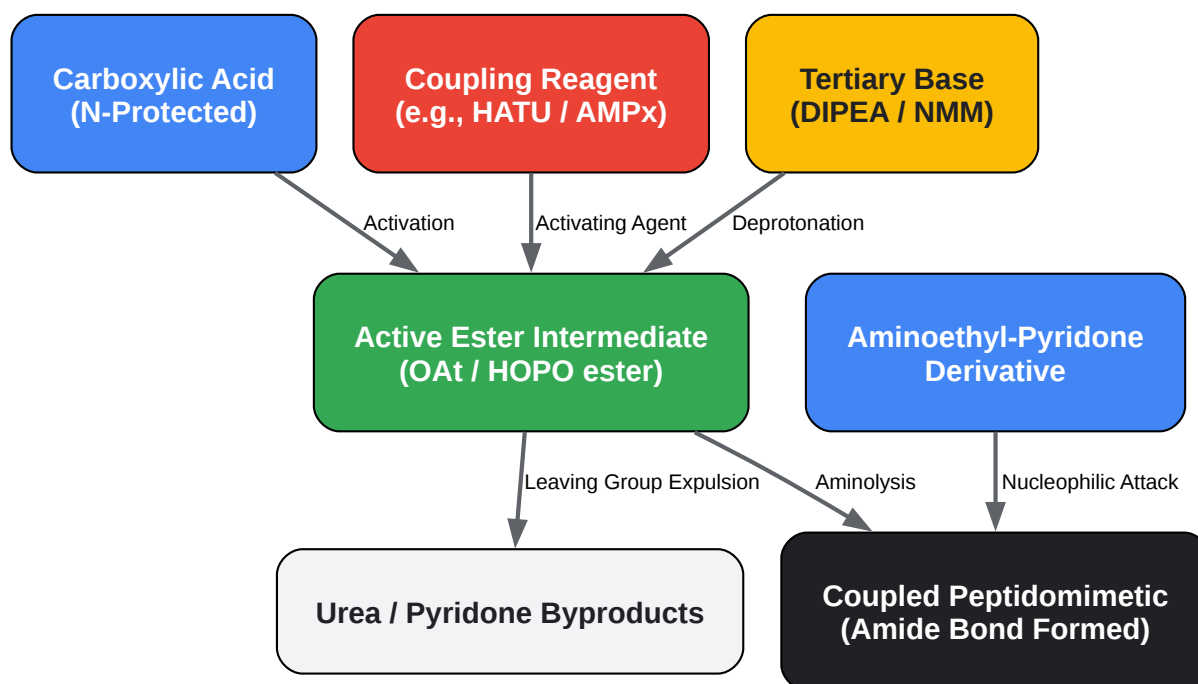 Carboxylic Acid
(N-Protected)
Coupling Reagent
(e.g., HATU / AMPx)
Tertiary Base
(DIPEA / NMM)
Activation
Activating Agent
Deprotonation
Active Ester Intermediate
(OAt / HOPO ester)
Aminoethyl-Pyridone
Derivative
Leaving Group Expulsion
Aminolysis
Nucleophilic Attack
Urea / Pyridone Byproducts
Coupled Peptidomimetic
(Amide Bond Formed)